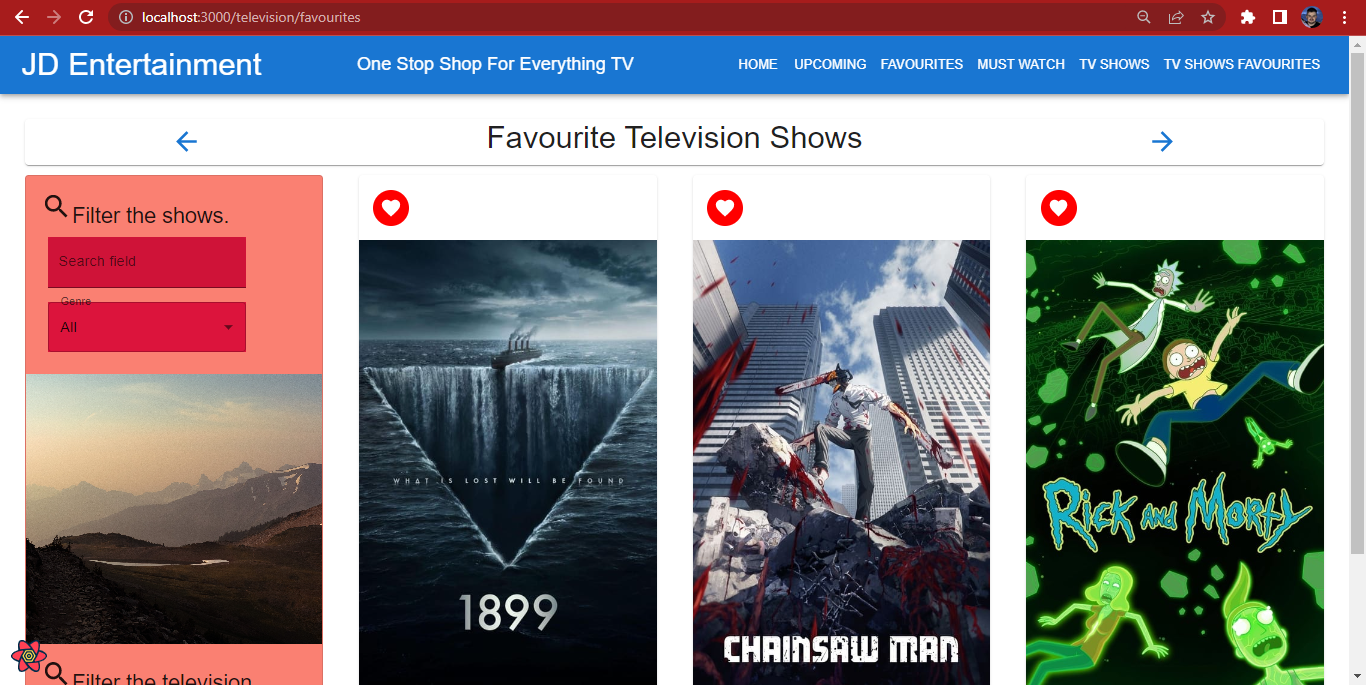 localhost:3000/television/favourites
JD Entertainment
One Stop Shop For Everything TV
HOME
UPCOMING
FAVOURITES
MUST WATCH
TV SHOWS
TV SHOWS FAVOURITES
Favourite Television Shows
Filter the shows.
Search field
Genre
All
Filter the television
WHAT IS LOST WILL BE FOUND
1899
CHAINSAW MAN
RICK AND MORTY